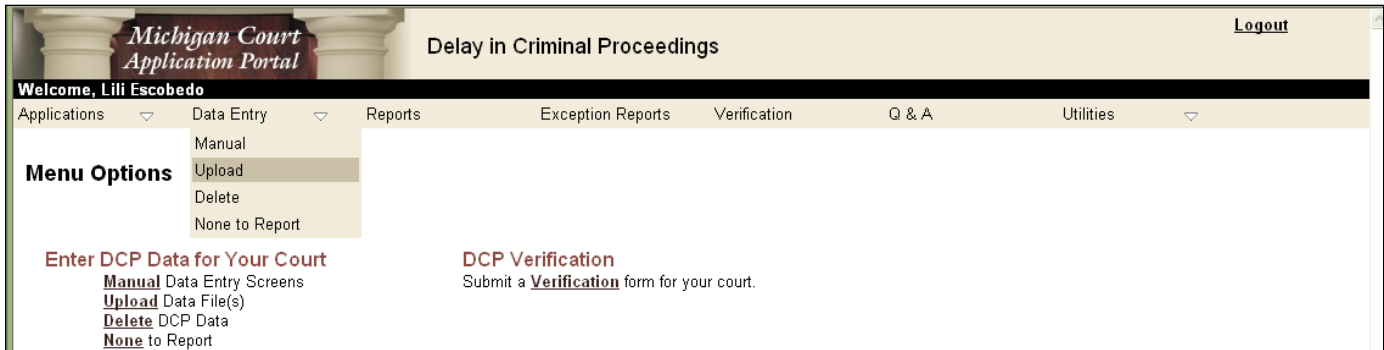 Michigan Court
Application Portal
Delay in Criminal Proceedings
Logout
Welcome, Lili Escobedo
Applications Data Entry Reports Exception Reports Verification Q & A Utilities
Manual
Upload
Delete
None to Report
Menu Options
Enter DCP Data for Your Court
Manual Data Entry Screens
Upload Data File(s)
Delete DCP Data
None to Report
DCP Verification
Submit a Verification form for your court.